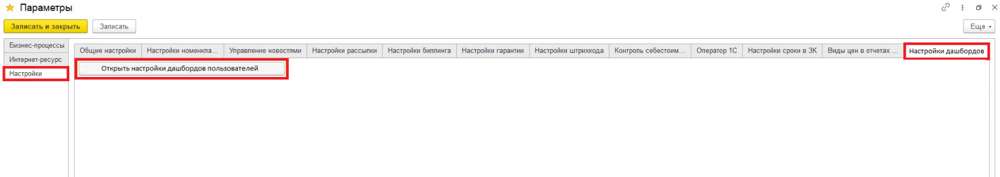 Параметры
Записать и закрыть
Записать
Еще
Бизнес-процессы
Интернет-ресурс
Настройки
Общие настройки
Настройки номенкла...
Управление новостями
Настройки рассылки
Настройки биллинга
Настройки гарантии
Настройки штрихкода
Контроль себестоим...
Оператор 1С
Настройки сроки в ЗК
Виды цен в отчетах ...
Настройки дашбордов
Открыть настройки дашбордов пользователей